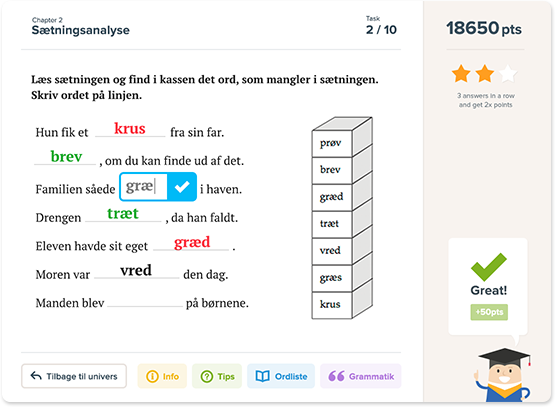 Chapter 2
Sætningsanalyse
Task
2 / 10
18650 pts
3 answers in a row
and get 2x points
Læs sætningen og find i kassen det ord, som mangler i sætningen.
Skriv ordet på linjen.
Hun fik et krus fra sin far.
brev , om du kan finde ud af det.
Familien såede græ i haven.
Drengen træt , da han faldt.
Eleven havde sit eget græd .
Moren var vred den dag.
Manden blev på børnene.
prøv
brev
græd
træt
vred
græs
krus
Great!
+50pts
Tilbage til univers
Info
Tips
Ordliste
Grammatik